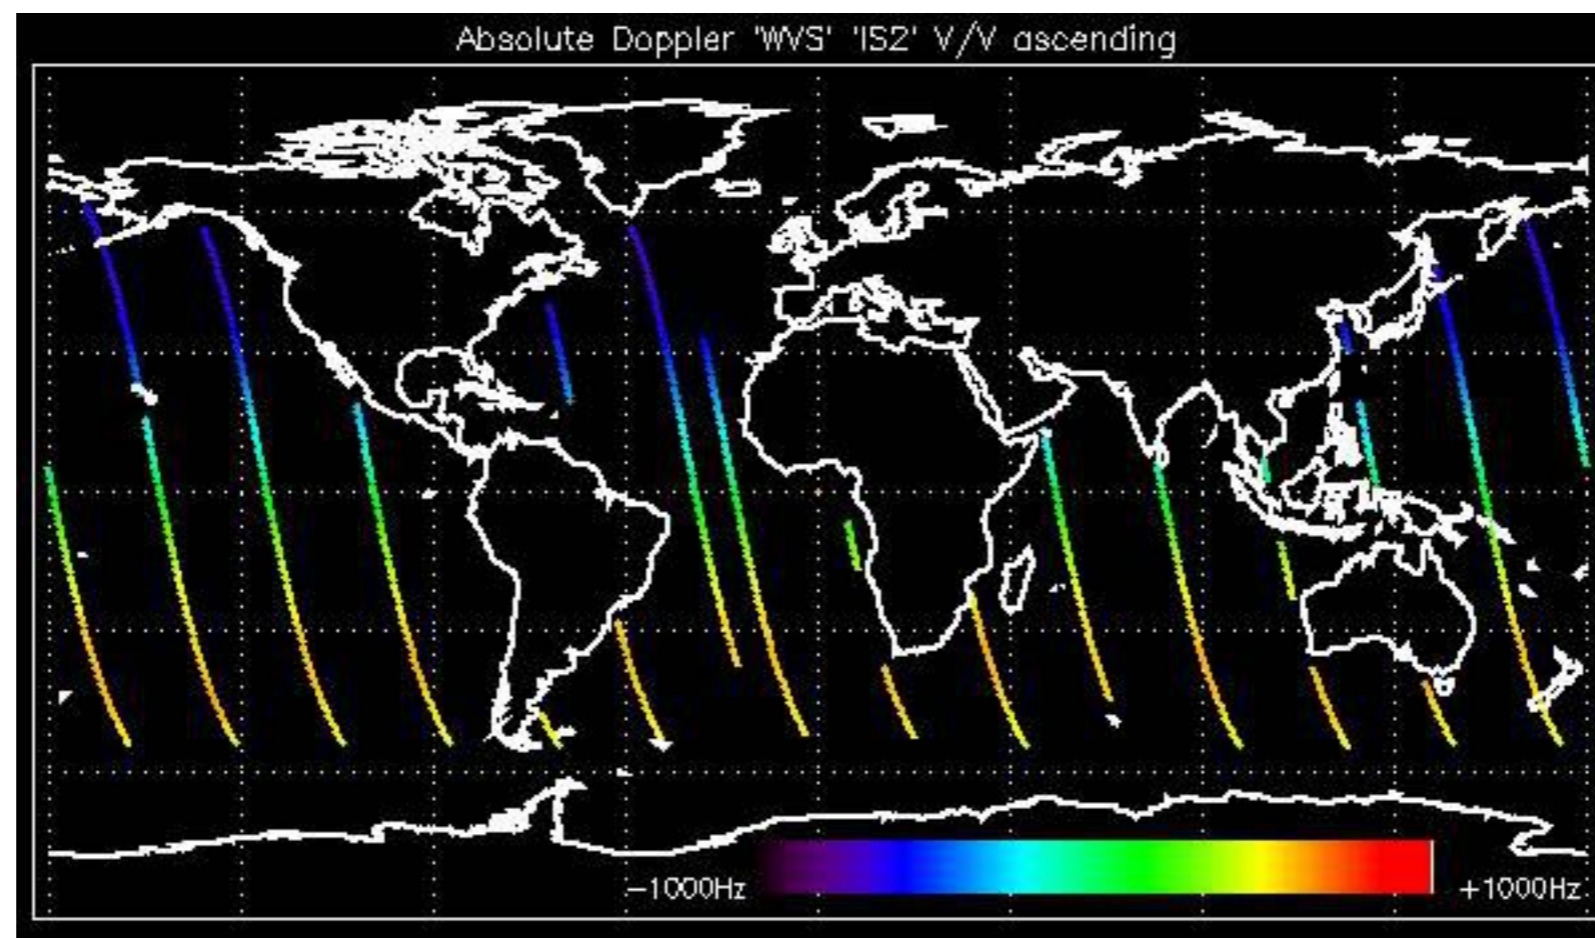 Absolute Doppler 'WVS' 'IS2' V/V ascending
−1000Hz +1000Hz